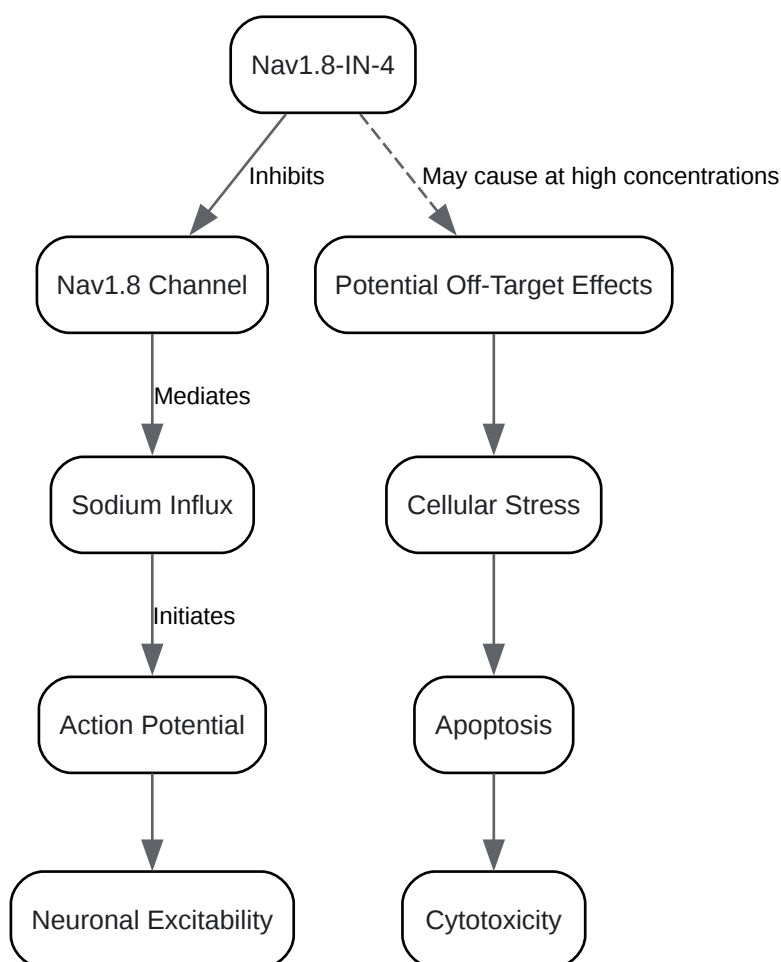 Nav1.8-IN-4
Inhibits
May cause at high concentrations
Nav1.8 Channel
Potential Off-Target Effects
Mediates
Sodium Influx
Cellular Stress
Initiates
Action Potential
Apoptosis
Neuronal Excitability
Cytotoxicity